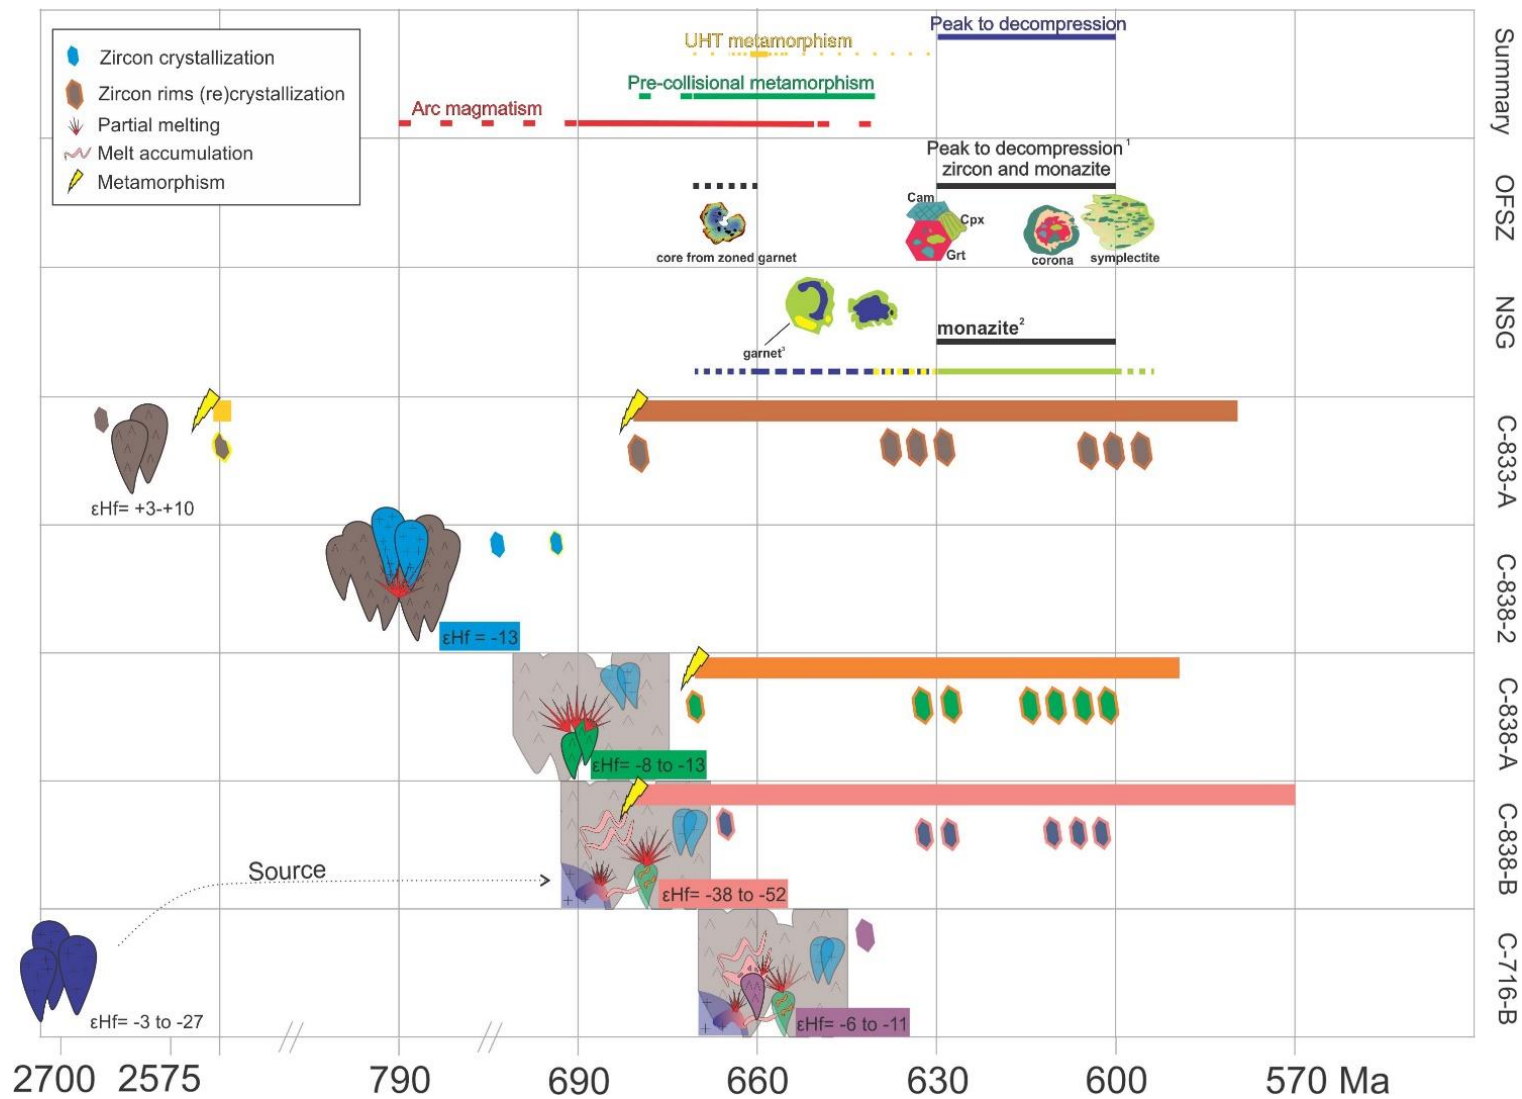 Zircon crystallization
Zircon rims (re)crystallization
Partial melting
Melt accumulation
Metamorphism
Peak to decompression
UHT metamorphism
Pre-collisional metamorphism
Arc magmatism
Summary
Peak to decompression¹
zircon and monazite
Cam
Cpx
Grt
core from zoned garnet
corona
symplectite
OFSZ
monazite²
garnet³
NSG
εHf= +3-+10
C-833-A
εHf = -13
C-838-2
εHf= -8 to -13
C-838-A
Source
εHf= -38 to -52
C-838-B
εHf= -3 to -27
εHf= -6 to -11
C-716-B
2700 2575 // 790 // 690 660 630 600 570 Ma